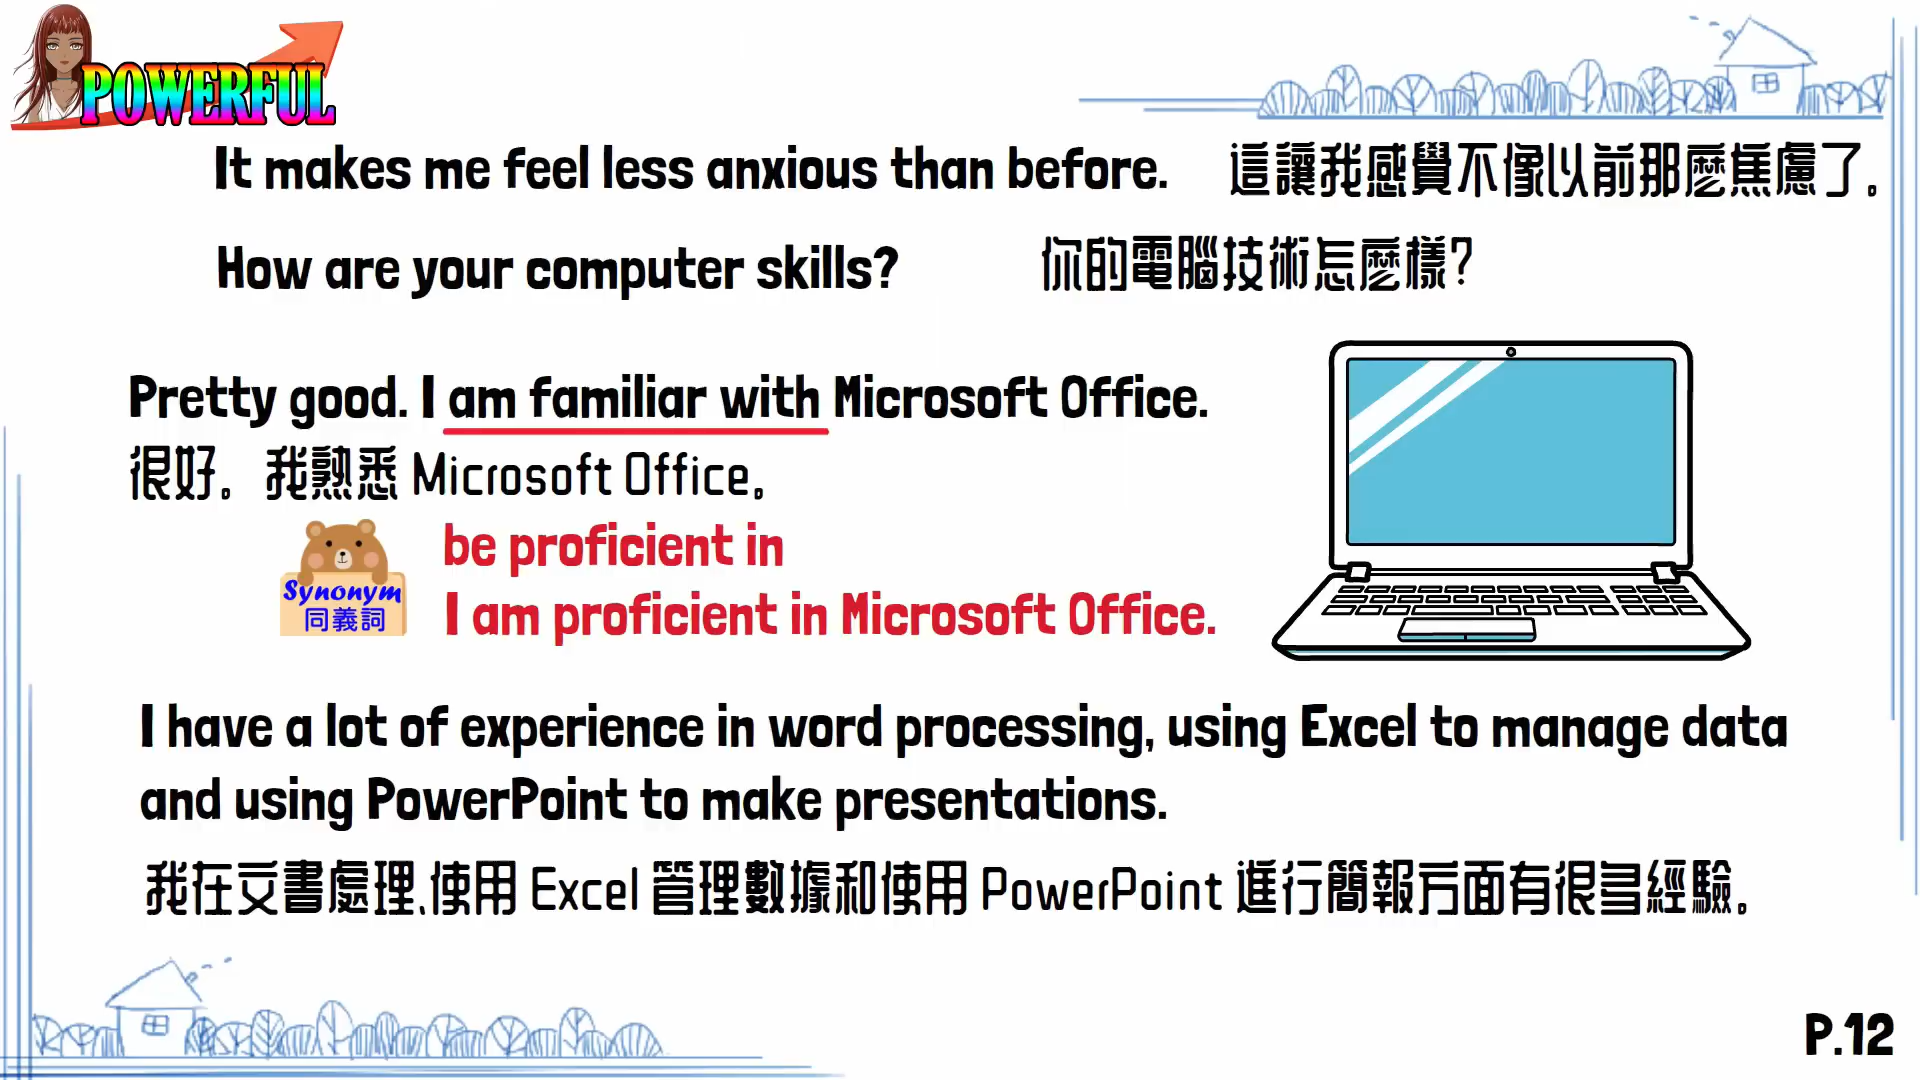 POWERFUL
It makes me feel less anxious than before. 這讓我感覺不像以前那麼焦慮了。
How are your computer skills? 你的電腦技術怎麼樣?
Pretty good. I am familiar with Microsoft Office.
很好。我熟悉 Microsoft Office。
be proficient in
Synonym
同義詞
I am proficient in Microsoft Office.
I have a lot of experience in word processing, using Excel to manage data
and using PowerPoint to make presentations.
我在文書處理、使用 Excel 管理數據和使用 PowerPoint 進行簡報方面有很多經驗。
P.12